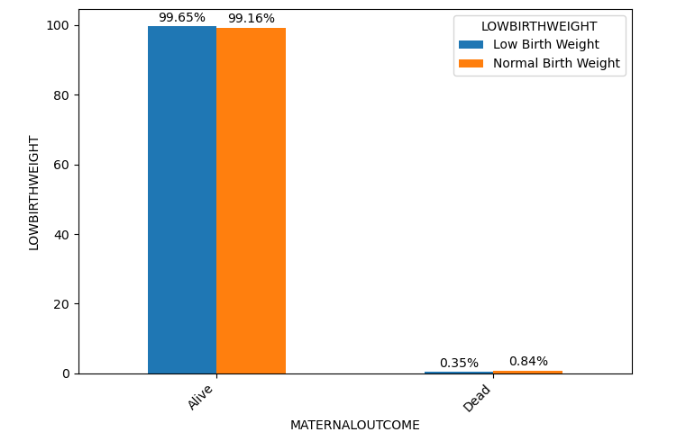 LOWBIRTHWEIGHT
100
80
60
40
20
0
99.65%
99.16%
0.35%
0.84%
LOWBIRTHWEIGHT
Low Birth Weight
Normal Birth Weight
Alive
Dead
MATERNALOUTCOME